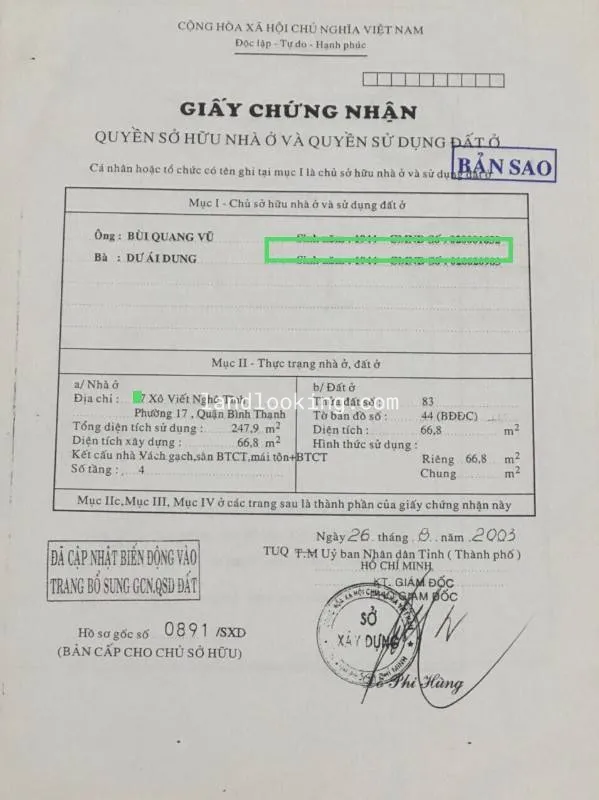 CỘNG HÒA XÃ HỘI CHỦ NGHĨA VIỆT NAM
Độc lập - Tự do - Hạnh phúc
GIẤY CHỨNG NHẬN
QUYỀN SỞ HỮU NHÀ Ở VÀ QUYỀN SỬ DỤNG ĐẤT Ở
BẢN SAO
Cá nhân hoặc tổ chức có tên ghi tại mục I là chủ sở hữu nhà ở và sử dụng đất ở
Mục I - Chủ sở hữu nhà ở và sử dụng đất ở
Ông : BÙI QUANG VŨ
Bà : DƯ ÁI DUNG
Mục II - Thực trạng nhà ở, đất ở
a/ Nhà ở
Địa chỉ : 7 Xô Viết Nghệ Tĩnh
Phường 17 , Quận Bình Thạnh
Tổng diện tích sử dụng : 247,9 m2
Diện tích xây dựng : 66,8 m2
Kết cấu nhà Vách gạch,sàn BTCT,mái tôn+BTCT
Số tầng : 4
b/ Đất ở
Thửa đất số 83
Tờ bản đồ số : 44 (BĐĐC)
Diện tích : 66,8 m2
Hình thức sử dụng :
Riêng 66,8 m2
Chung m2
landlooking.com
Mục IIc,Mục III, Mục IV ở các trang sau là thành phần của giấy chứng nhận này
Ngày 26 tháng 8 năm 2003
TUQ T.M Uỷ ban Nhân dân Tỉnh ( Thành phố )
HỒ CHÍ MINH
KT. GIÁM ĐỐC
PHÓ GIÁM ĐỐC
ĐÃ CẬP NHẬT BIẾN ĐỘNG VÀO
TRANG BỔ SUNG GCN,QSD ĐẤT
SỞ
XÂY DỰNG
Hồ sơ gốc số 0891 /SXD
(BẢN CẤP CHO CHỦ SỞ HỮU)
Phi Hùng